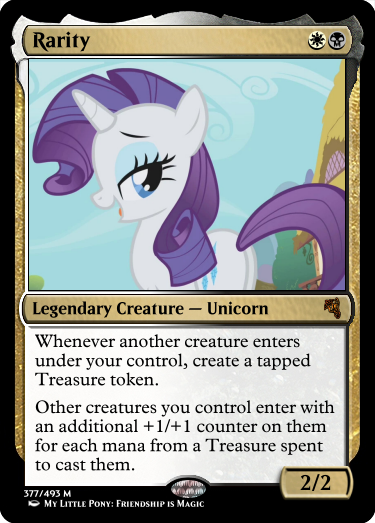 Rarity
Legendary Creature — Unicorn
Whenever another creature enters
under your control, create a tapped
Treasure token.
Other creatures you control enter with
an additional +1/+1 counter on them
for each mana from a Treasure spent
to cast them.
2/2
377/493 M
My Little Pony: Friendship is Magic